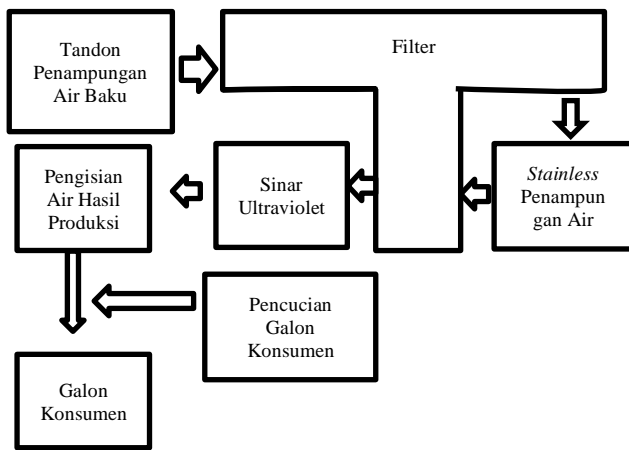 Tandon
Penampungan
Air Baku
Filter
Stainless
Penampun
gan Air
Sinar
Ultraviolet
Pengisian
Air Hasil
Produksi
Pencucian
Galon
Konsumen
Galon
Konsumen